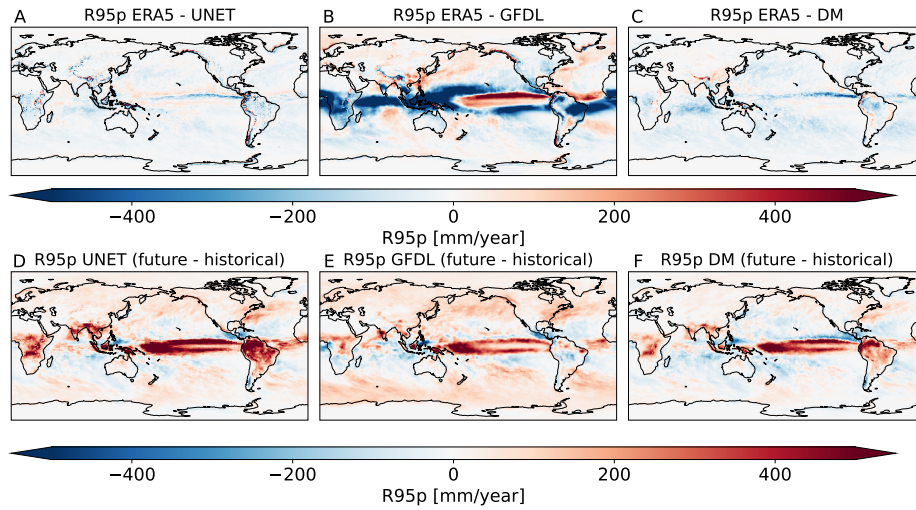 A R95p ERA5 - UNET
B R95p ERA5 - GFDL
C R95p ERA5 - DM
−400 −200 0 200 400
R95p [mm/year]
D R95p UNET (future - historical)
E R95p GFDL (future - historical)
F R95p DM (future - historical)
−400 −200 0 200 400
R95p [mm/year]